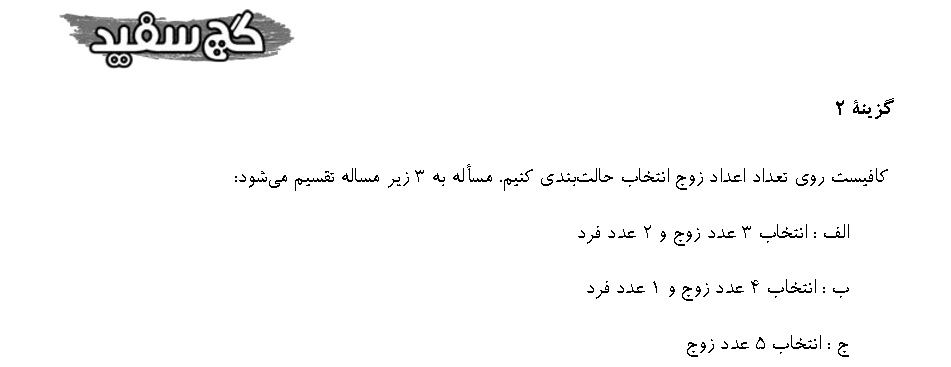 گچ سفید
گزینهٔ ۲
کافیست روی تعداد اعداد زوج انتخاب حالت‌بندی کنیم. مسأله به ۳ زیر مساله تقسیم می‌شود:
الف : انتخاب ۳ عدد زوج و ۲ عدد فرد
ب : انتخاب ۴ عدد زوج و ۱ عدد فرد
ج : انتخاب ۵ عدد زوج